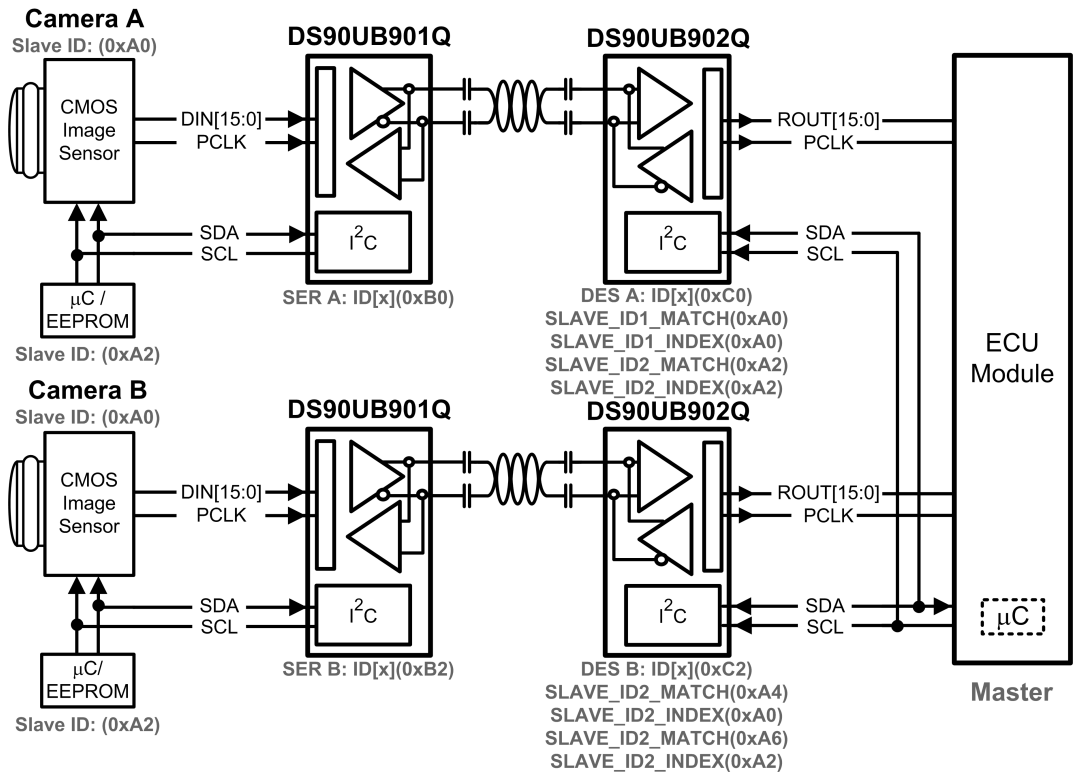 Camera A
Slave ID: (0xA0)
DS90UB901Q
DS90UB902Q
CMOS
Image
Sensor
DIN[15:0]
PCLK
ROUT[15:0]
PCLK
SDA
SCL
I²C
I²C
SDA
SCL
µC /
EEPROM
Slave ID: (0xA2)
SER A: ID[x](0xB0)
DES A: ID[x](0xC0)
SLAVE_ID1_MATCH(0xA0)
SLAVE_ID1_INDEX(0xA0)
SLAVE_ID2_MATCH(0xA2)
SLAVE_ID2_INDEX(0xA2)
ECU
Module
Camera B
Slave ID: (0xA0)
DS90UB901Q
DS90UB902Q
CMOS
Image
Sensor
DIN[15:0]
PCLK
ROUT[15:0]
PCLK
SDA
SCL
I²C
I²C
SDA
SCL
µC
µC/
EEPROM
Slave ID: (0xA2)
SER B: ID[x](0xB2)
DES B: ID[x](0xC2)
SLAVE_ID2_MATCH(0xA4)
SLAVE_ID2_INDEX(0xA0)
SLAVE_ID2_MATCH(0xA6)
SLAVE_ID2_INDEX(0xA2)
Master